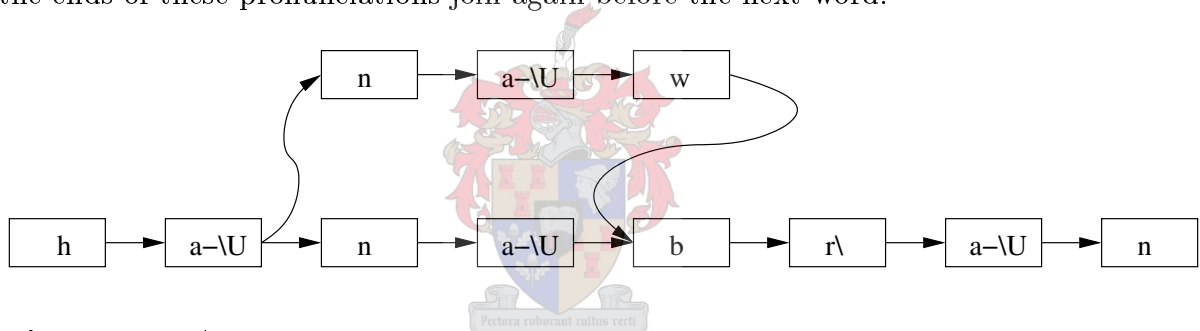 the ends of these pronunciations join again before the next word.
n a–\U w
h a–\U n a–\U b r\ a–\U n
Pectora roborant cultus recti